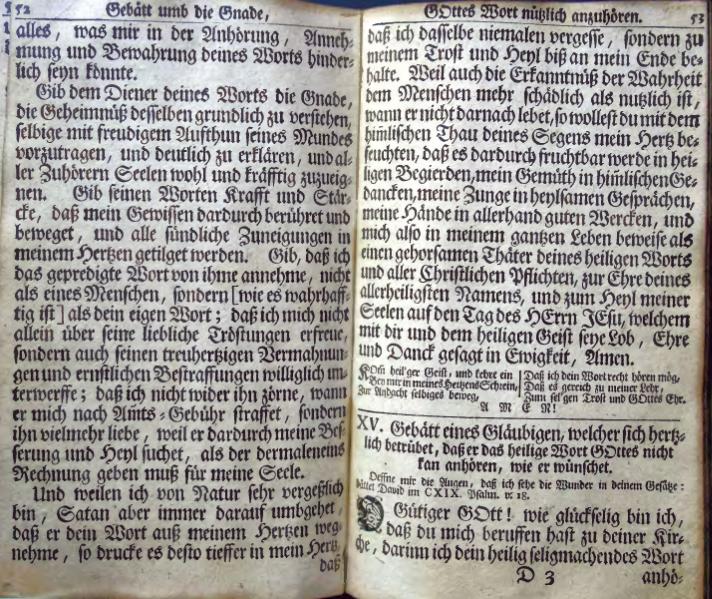 52 Gebätt umb die Gnade,
alles, was mir in der Anhörung, Anneh-
mung und Bewahrung deines Worts hinder-
lich seyn könnte.
Gib dem Diener deines Worts die Gnade,
die Geheimnüß desselben grundlich zu verstehen,
selbige mit freudigem Aufthun seines Mundes
vorzutragen, und deutlich zu erklären, und al-
ler Zuhörern Seelen wohl und kräfftig zuzueig-
nen. Gib seinen Worten Krafft und Stär-
cke, daß mein Gewissen dardurch berühret und
beweget, und alle sündliche Zuneigungen in
meinem Hertzen getilget werden. Gib, daß ich
das gepredigte Wort von ihme annehme, nicht
als eines Menschen, sondern [wie es wahrhaff-
tig ist] als dein eigen Wort; daß ich mich nicht
allein über seine liebliche Tröstungen erfreue,
sondern auch seinen treuhertzigen Vermahnun-
gen und ernstlichen Bestraffungen williglich un-
terwerffe; daß ich nicht wider ihn zörne, wann
er mich nach Amts-Gebühr straffet, sondern
ihn vielmehr liebe, weil er dardurch meine Bes-
serung und Heyl suchet, als der dermaleneins
Rechnung geben muß für meine Seele.
Und weilen ich von Natur sehr vergeßlich
bin, Satan aber immer darauf umbgehet,
daß er dein Wort auß meinem Hertzen weg-
nehme, so drucke es desto tieffer in mein Hertz,
daß
GOttes Wort nützlich anzuhören. 53
daß ich dasselbe niemalen vergesse, sondern zu
meinem Trost und Heyl biß an mein Ende be-
halte. Weil auch die Erkanntnüß der Wahrheit
dem Menschen mehr schädlich als nutzlich ist,
wann er nicht darnach lebet, so wollest du mit dem
himlischen Thau deines Segens mein Hertz be-
feuchten, daß es dardurch fruchtbar werde in hei-
ligen Begierden, mein Gemüth in himlischen Ge-
dancken, meine Zunge in heylsamen Gesprächen,
meine Hände in allerhand guten Wercken, und
mich also in meinem gantzen Leben beweise als
einen gehorsamen Thäter deines heiligen Worts
und aller Christlichen Pflichten, zur Ehre deines
allerheiligsten Namens, und zum Heyl meiner
Seelen auf den Tag des HErrn JEsu, welchem
mit dir und dem heiligen Geist seye Lob, Ehre
und Danck gesagt in Ewigkeit, Amen.
KOm heil'ger Geist, und kehre ein
Bey mir in meines Hertzens Schrein,
Zur Andacht selbiges beweg,
Daß ich dein Wort recht hören mög,
Daß es gereich zu meiner Lehr,
Zum sel'gen Trost und GOttes Ehr.
A M E N!
XV. Gebätt eines Gläubigen, welcher sich hertz-
lich betrübet, daß er das heilige Wort GOttes nicht
kan anhören, wie er wünschet.
Oeffne mir die Augen, daß ich sehe die Wunder in deinem Gesätze:
bättet David im CXIX. Psalm. v. 18.
O Gütiger GOtt! wie glückselig bin ich,
daß du mich beruffen hast zu deiner Kir-
che, darinn ich dein heilig seligmachendes Wort
D 3 anhö-